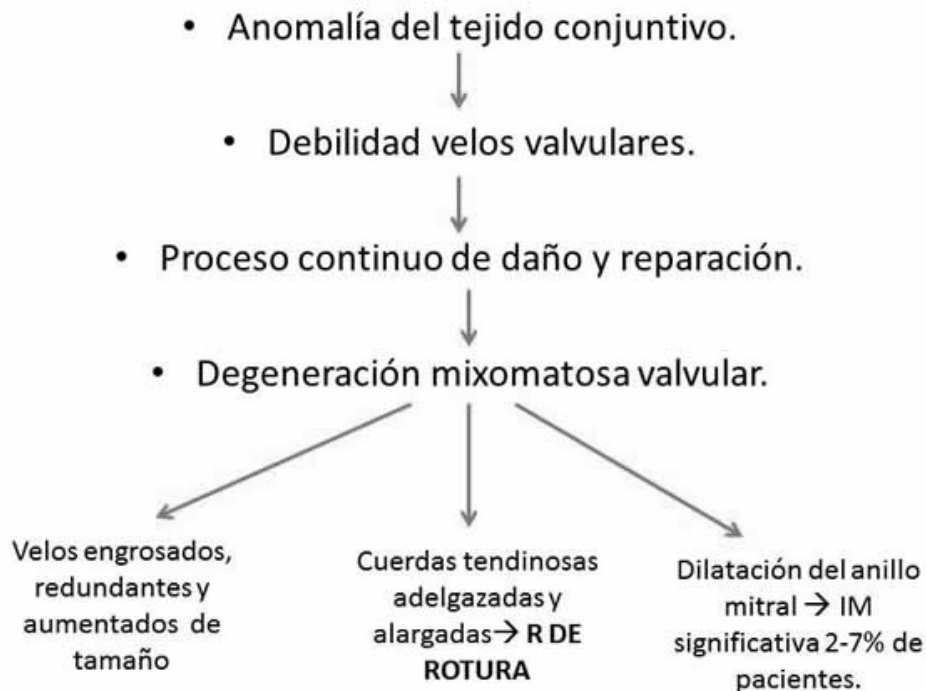 • Anomalía del tejido conjuntivo.
• Debilidad velos valvulares.
• Proceso continuo de daño y reparación.
• Degeneración mixomatosa valvular.
Velos engrosados,
redundantes y
aumentados de
tamaño
Cuerdas tendinosas
adelgazadas y
alargadas→ R DE
ROTURA
Dilatación del anillo
mitral → IM
significativa 2-7% de
pacientes.